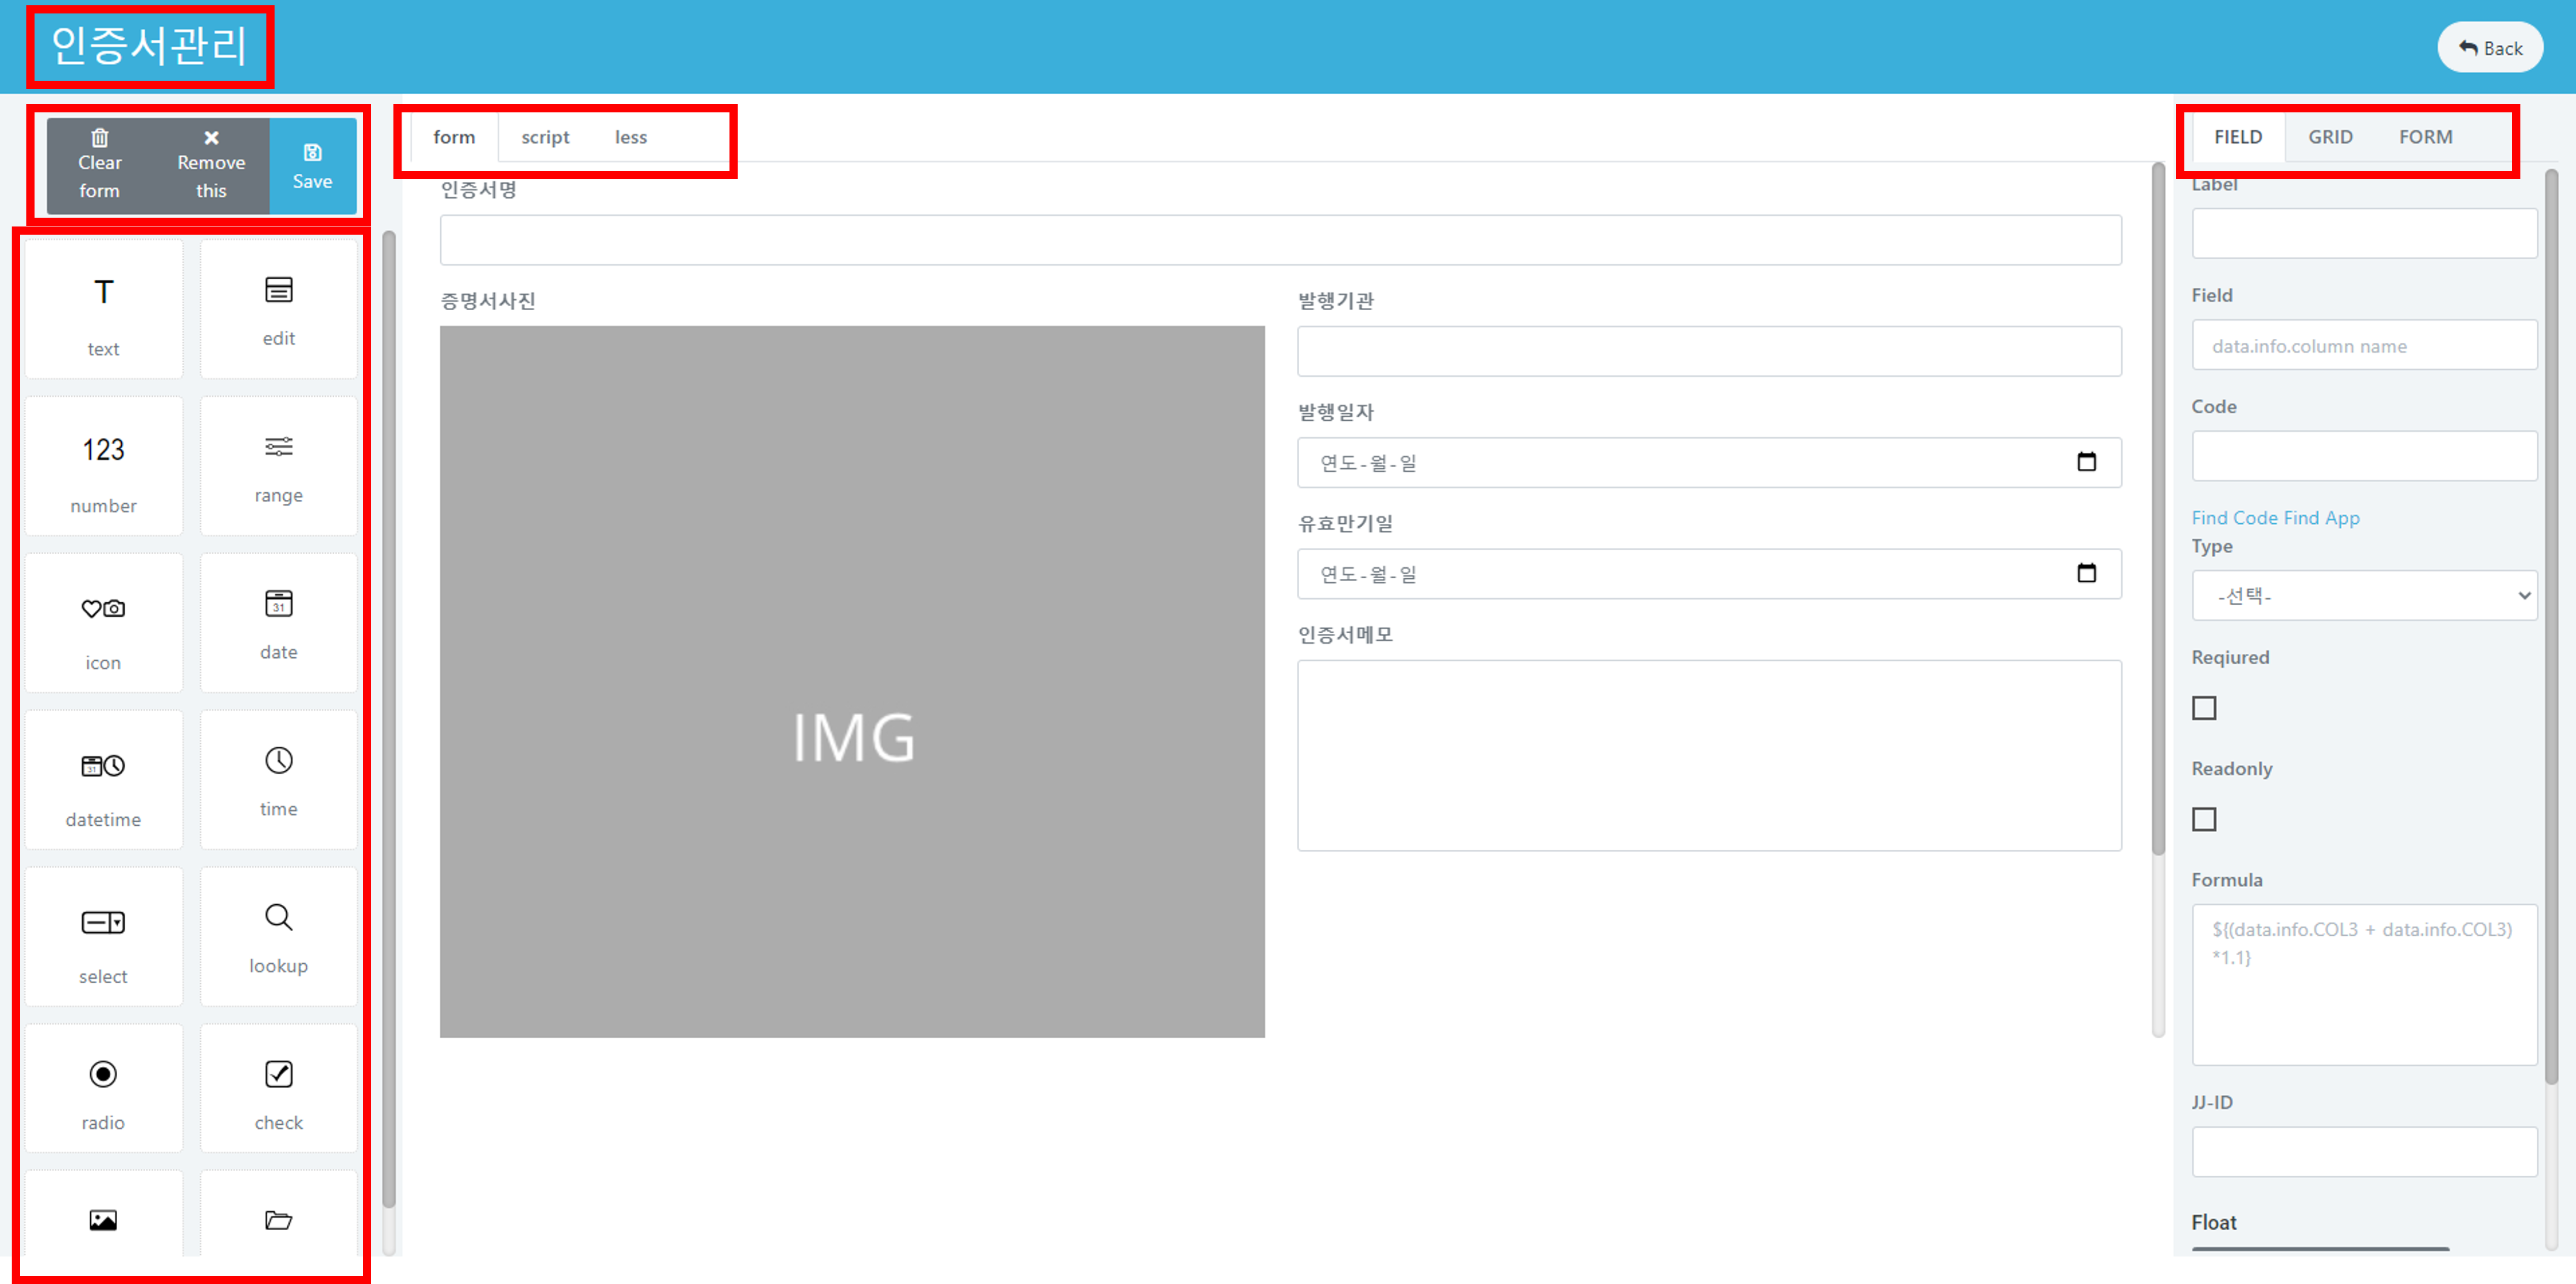 인증서관리
Back
Clear form
Remove this
Save
form script less
FIELD GRID FORM
T
text
edit
123
number
range
icon
31
date
31
datetime
time
select
lookup
radio
check
인증서명
증명서사진
IMG
발행기관
발행일자
연도-월-일
유효만기일
연도-월-일
인증서메모
Label
Field
data.info.column name
Code
Find Code Find App
Type
-선택-
Reqiured
Readonly
Formula
${(data.info.COL3 + data.info.COL3)
*1.1}
JJ-ID
Float